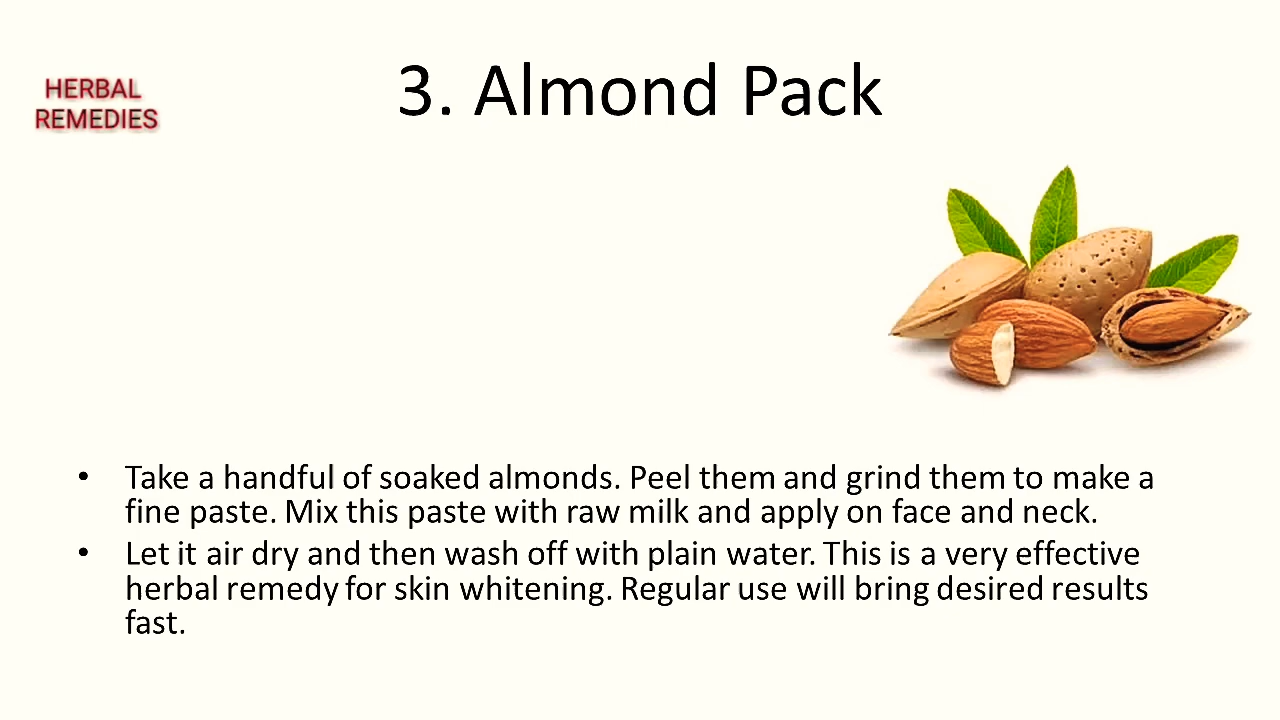 HERBAL
REMEDIES
3. Almond Pack
• Take a handful of soaked almonds. Peel them and grind them to make a
fine paste. Mix this paste with raw milk and apply on face and neck.
• Let it air dry and then wash off with plain water. This is a very effective
herbal remedy for skin whitening. Regular use will bring desired results
fast.